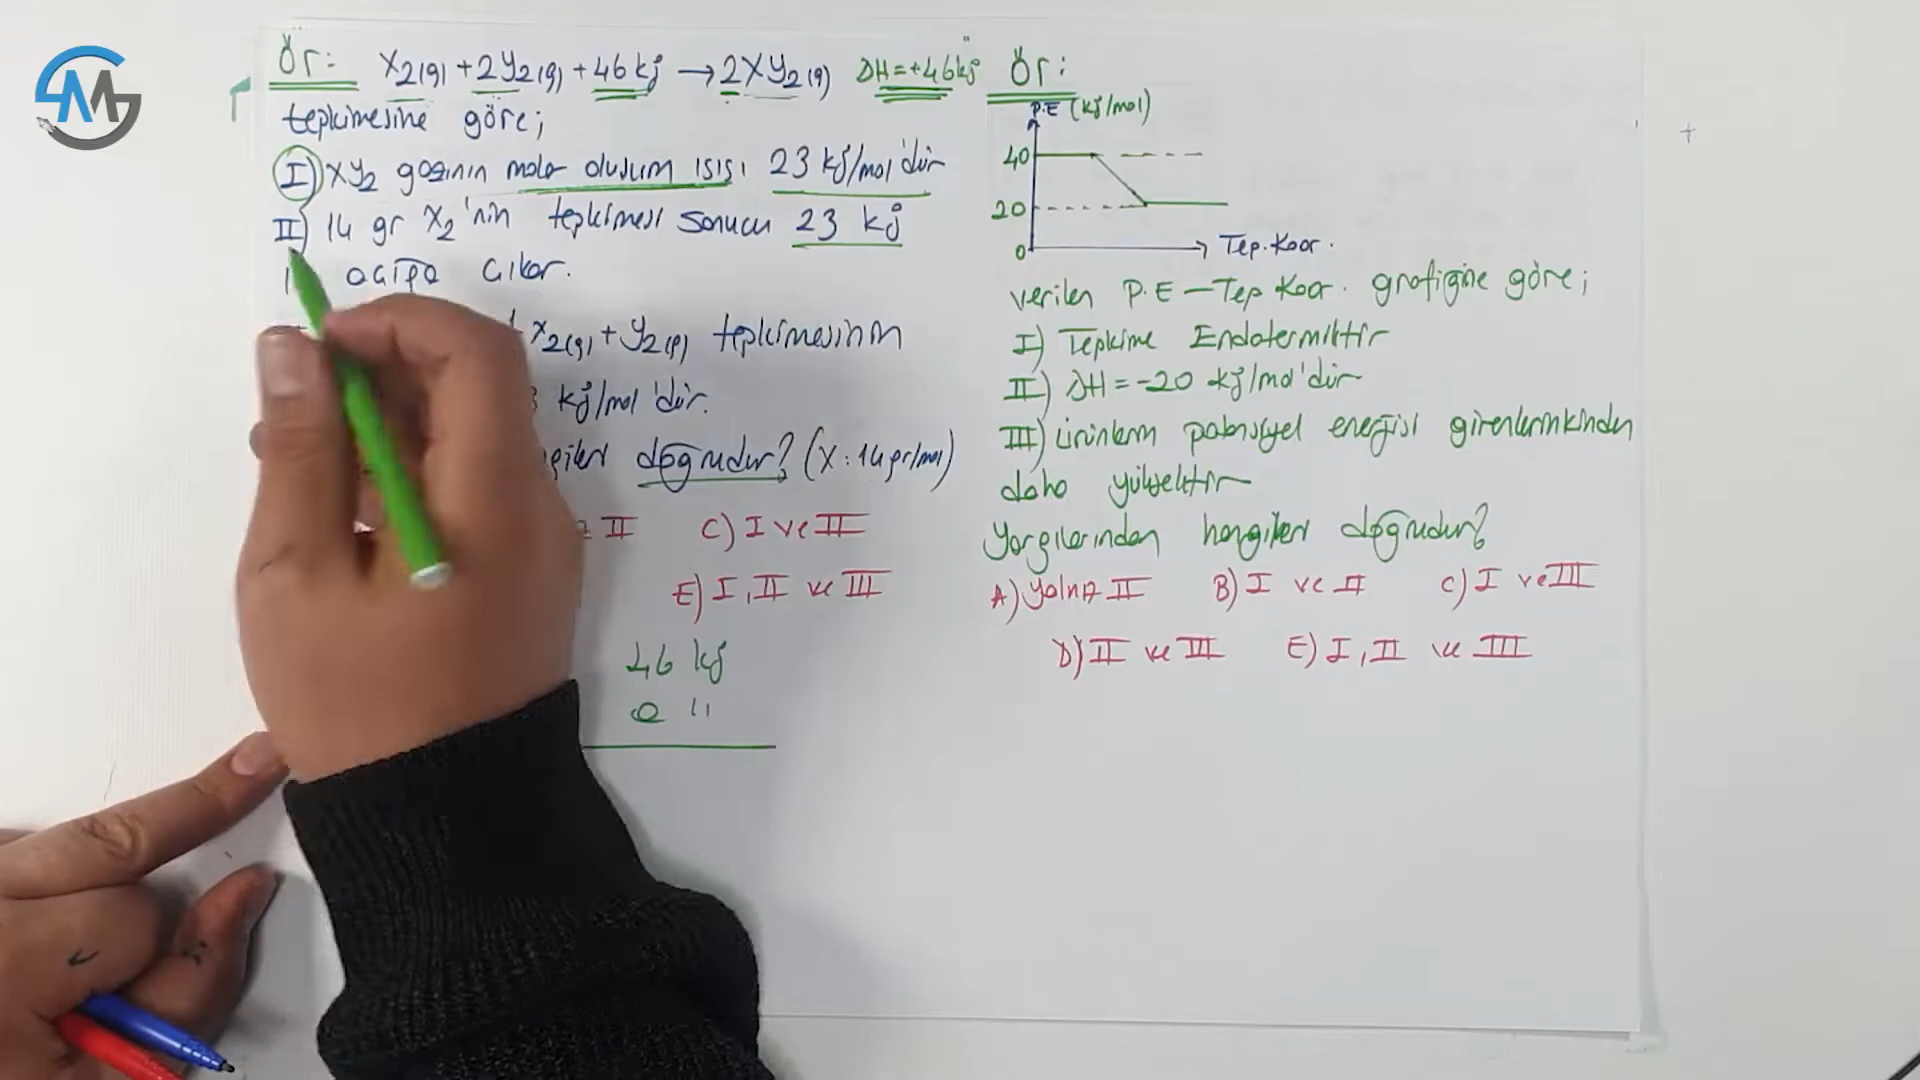 Ör: X2(g) + 2Y2(g) + 46 kj → 2XY2(g) ΔH = +46kj
tepkimesine göre;
I) XY2 gazının molar oluşum ısısı 23 kj/mol'dür
II) 14 gr X2'nin tepkimesi sonucu 23 kj
açığa çıkar.
X2(g) + Y2(g) tepkimesinin
kj/mol'dür.
doğrudur? (X: 14 gr/mol)
II C) I ve II
E) I, II ve III
46 kj
0 "
Ör:
P.E (kj/mol)
40
20
0
Tep. Koor.
verilen P.E — Tep Koor. grafiğine göre;
I) Tepkime Endotermiktir
II) ΔH = -20 kj/mol'dür
III) ürünlerin potansiyel enerjisi girenlerinkinden
daha yüksektir
Yargılarından hangileri doğrudur?
A) Yalnız II B) I ve II C) I ve III
D) II ve III E) I, II ve III